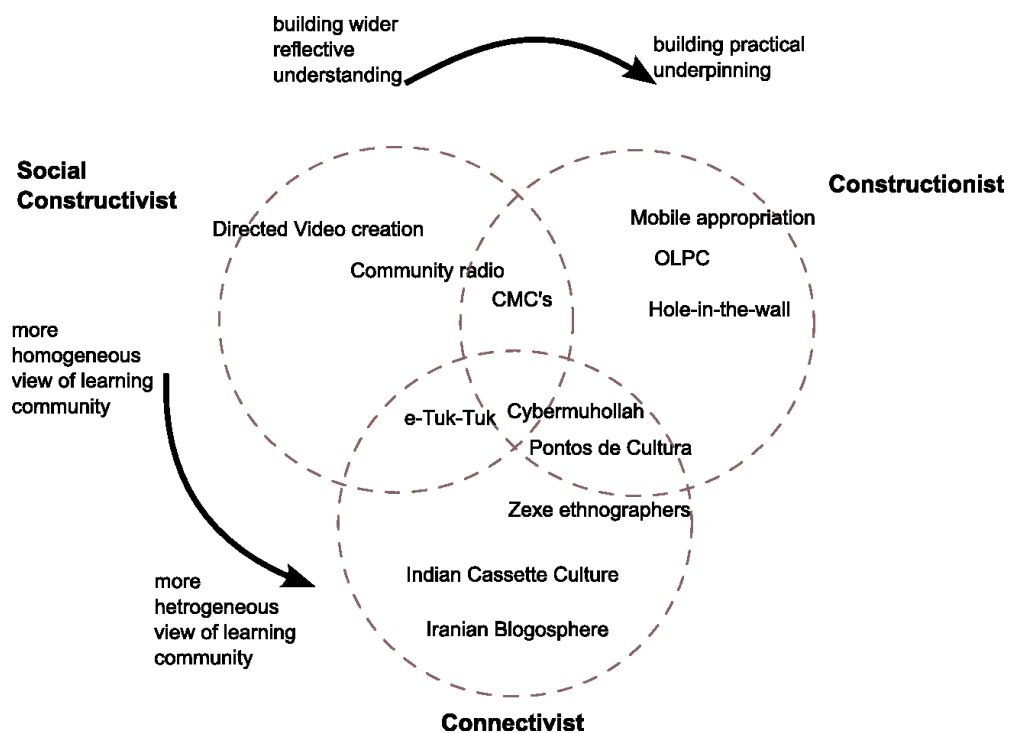 building wider
reflective
understanding
building practical
underpinning
Social
Constructivist
Constructionist
Directed Video creation
Mobile appropriation
Community radio
OLPC
CMC's
Hole-in-the-wall
more
homogeneous
view of learning
community
e-Tuk-Tuk
Cybermuhollah
Pontos de Cultura
Zexe ethnographers
Indian Cassette Culture
Iranian Blogosphere
more
hetrogeneous
view of learning
community
Connectivist